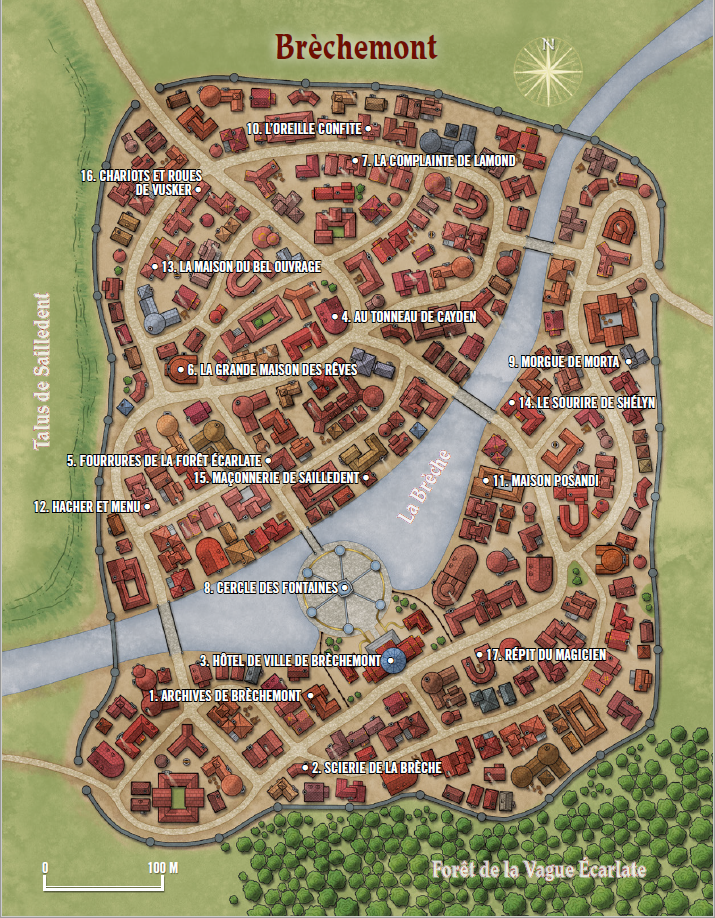 Brèchemont
N
10. L'OREILLE CONFITE
7. LA COMPLAINTE DE LAMOND
16. CHARIOTS ET ROUES
DE VUSKER
13. LA MAISON DU BEL OUVRAGE
4. AU TONNEAU DE CAYDEN
Talus de Sailledent
6. LA GRANDE MAISON DES RÊVES
9. MORGUE DE MORTA
14. LE SOURIRE DE SHÉLYN
5. FOURRURES DE LA FORÊT ÉCARLATE
15. MAÇONNERIE DE SAILLEDENT
La Brèche
11. MAISON POSANDI
12. HACHER ET MENU
8. CERCLE DES FONTAINES
3. HÔTEL DE VILLE DE BRÈCHEMONT
17. RÉPIT DU MAGICIEN
1. ARCHIVES DE BRÈCHEMONT
2. SCIERIE DE LA BRÈCHE
0 100 M
Forêt de la Vague Écarlate